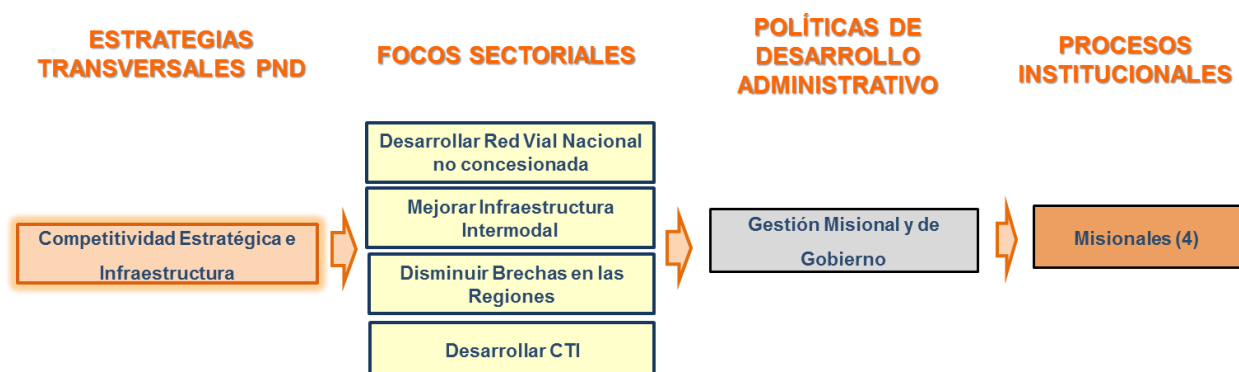 ESTRATEGIAS
TRANSVERSALES PND
FOCOS SECTORIALES
POLÍTICAS DE
DESARROLLO
ADMINISTRATIVO
PROCESOS
INSTITUCIONALES
Competitividad Estratégica e
Infraestructura
Desarrollar Red Vial Nacional
no concesionada
Mejorar Infraestructura
Intermodal
Disminuir Brechas en las
Regiones
Desarrollar CTI
Gestión Misional y de
Gobierno
Misionales (4)